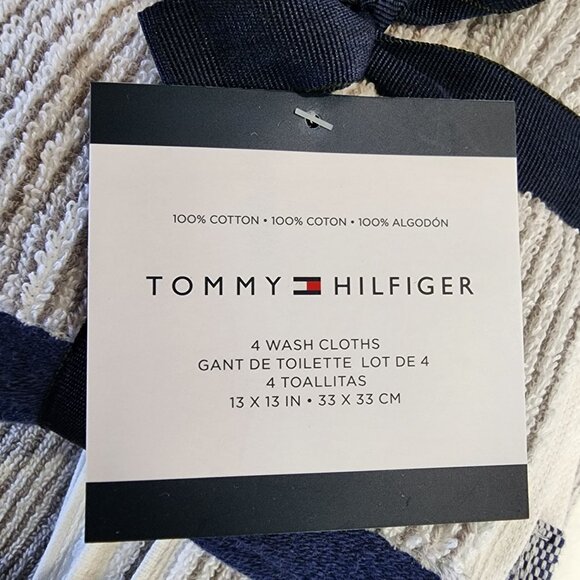 100% COTTON • 100% COTON • 100% ALGODÓN
TOMMY HILFIGER
4 WASH CLOTHS
GANT DE TOILETTE LOT DE 4
4 TOALLITAS
13 X 13 IN • 33 X 33 CM